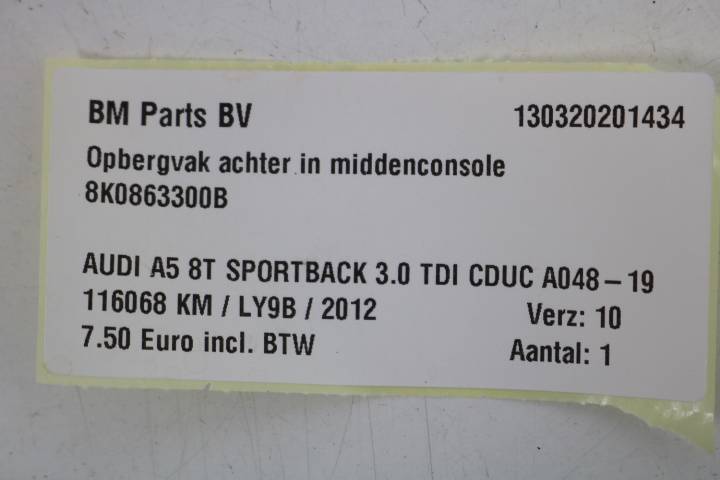 BM Parts BV 130320201434
Opbergvak achter in middenconsole
8K0863300B
AUDI A5 8T SPORTBACK 3.0 TDI CDUC A048-19
116068 KM / LY9B / 2012 Verz: 10
7.50 Euro incl. BTW Aantal: 1